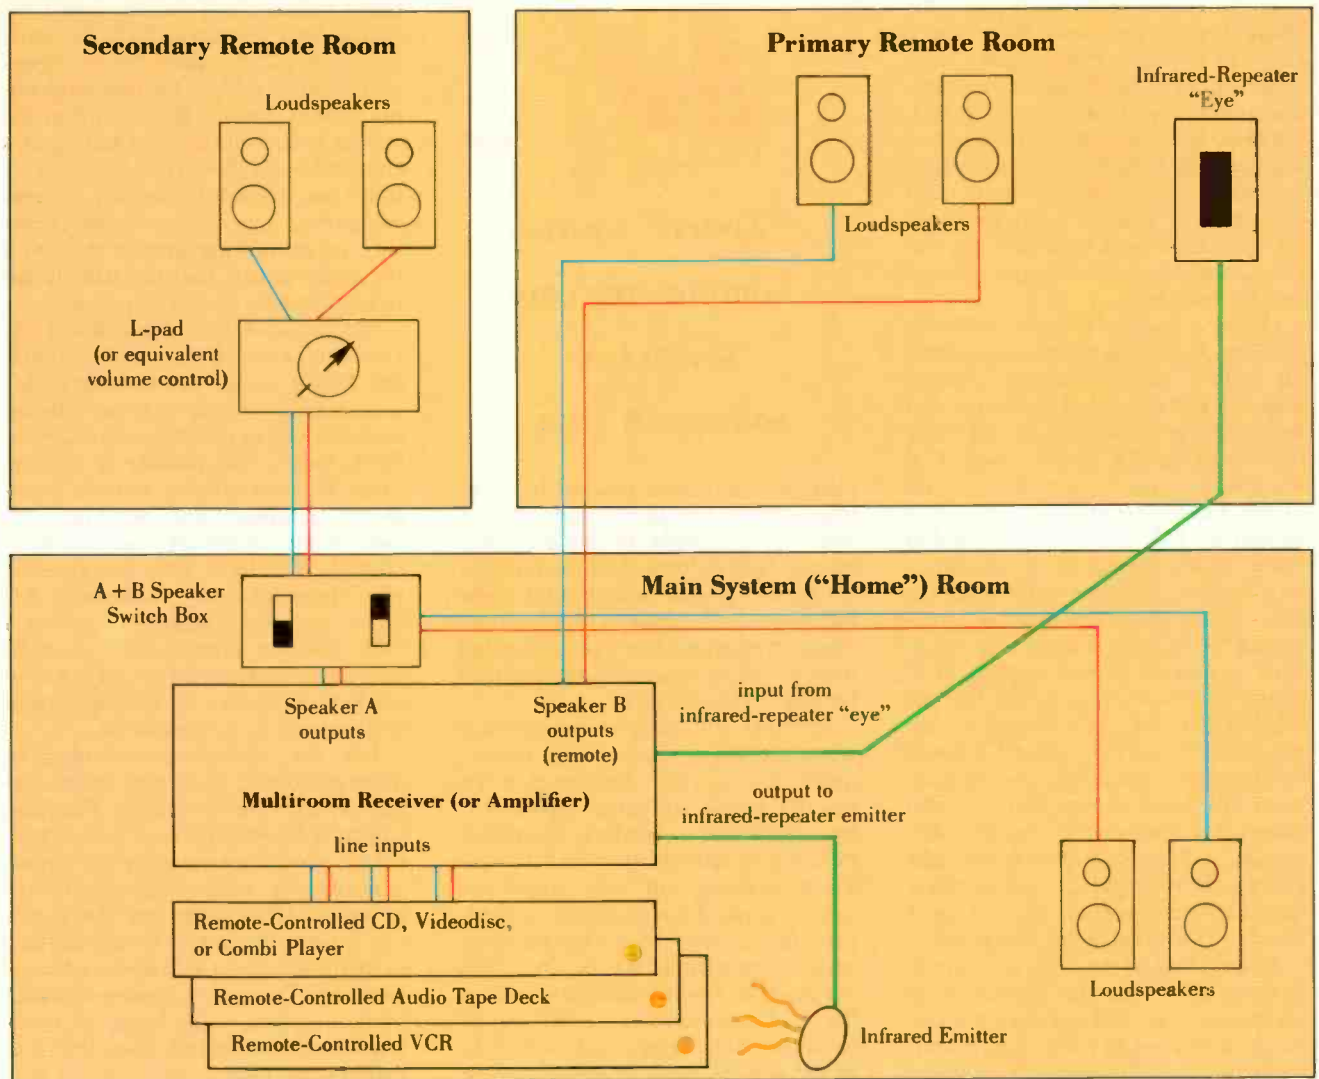 Secondary Remote Room
Loudspeakers
L-pad
(or equivalent
volume control)
Primary Remote Room
Infrared-Repeater
“Eye”
Loudspeakers
A + B Speaker
Switch Box
Main System (“Home”) Room
Speaker A
outputs
Speaker B
outputs
(remote)
input from
infrared-repeater “eye”
Multiroom Receiver (or Amplifier)
output to
infrared-repeater emitter
line inputs
Remote-Controlled CD, Videodisc,
or Combi Player
Remote-Controlled Audio Tape Deck
Remote-Controlled VCR
Infrared Emitter
Loudspeakers